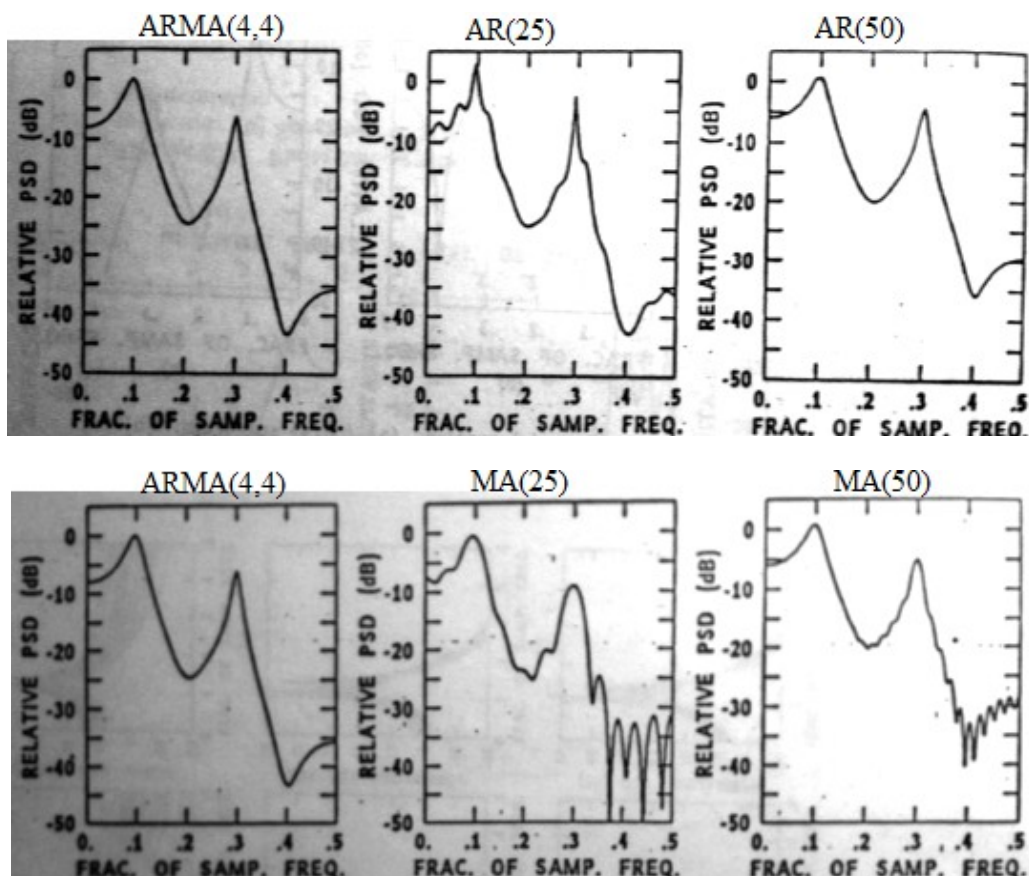 ARMA(4,4)
AR(25)
AR(50)
RELATIVE PSD (dB)
0
-10
-20
-30
-40
-50
0. .1 .2 .3 .4 .5
FRAC. OF SAMP. FREQ.
RELATIVE PSD (dB)
0
-10
-20
-30
-40
-50
0. .1 .2 .3 .4 .5
FRAC. OF SAMP. FREQ.
RELATIVE PSD (dB)
0
-10
-20
-30
-40
-50
0. .1 .2 .3 .4 .5
FRAC. OF SAMP. FREQ.
ARMA(4,4)
MA(25)
MA(50)
RELATIVE PSD (dB)
0
-10
-20
-30
-40
-50
0. .1 .2 .3 .4 .5
FRAC. OF SAMP. FREQ.
RELATIVE PSD (dB)
0
-10
-20
-30
-40
-50
0. .1 .2 .3 .4 .5
FRAC. OF SAMP. FREQ.
RELATIVE PSD (dB)
0
-10
-20
-30
-40
-50
0. .1 .2 .3 .4 .5
FRAC. OF SAMP. FREQ.